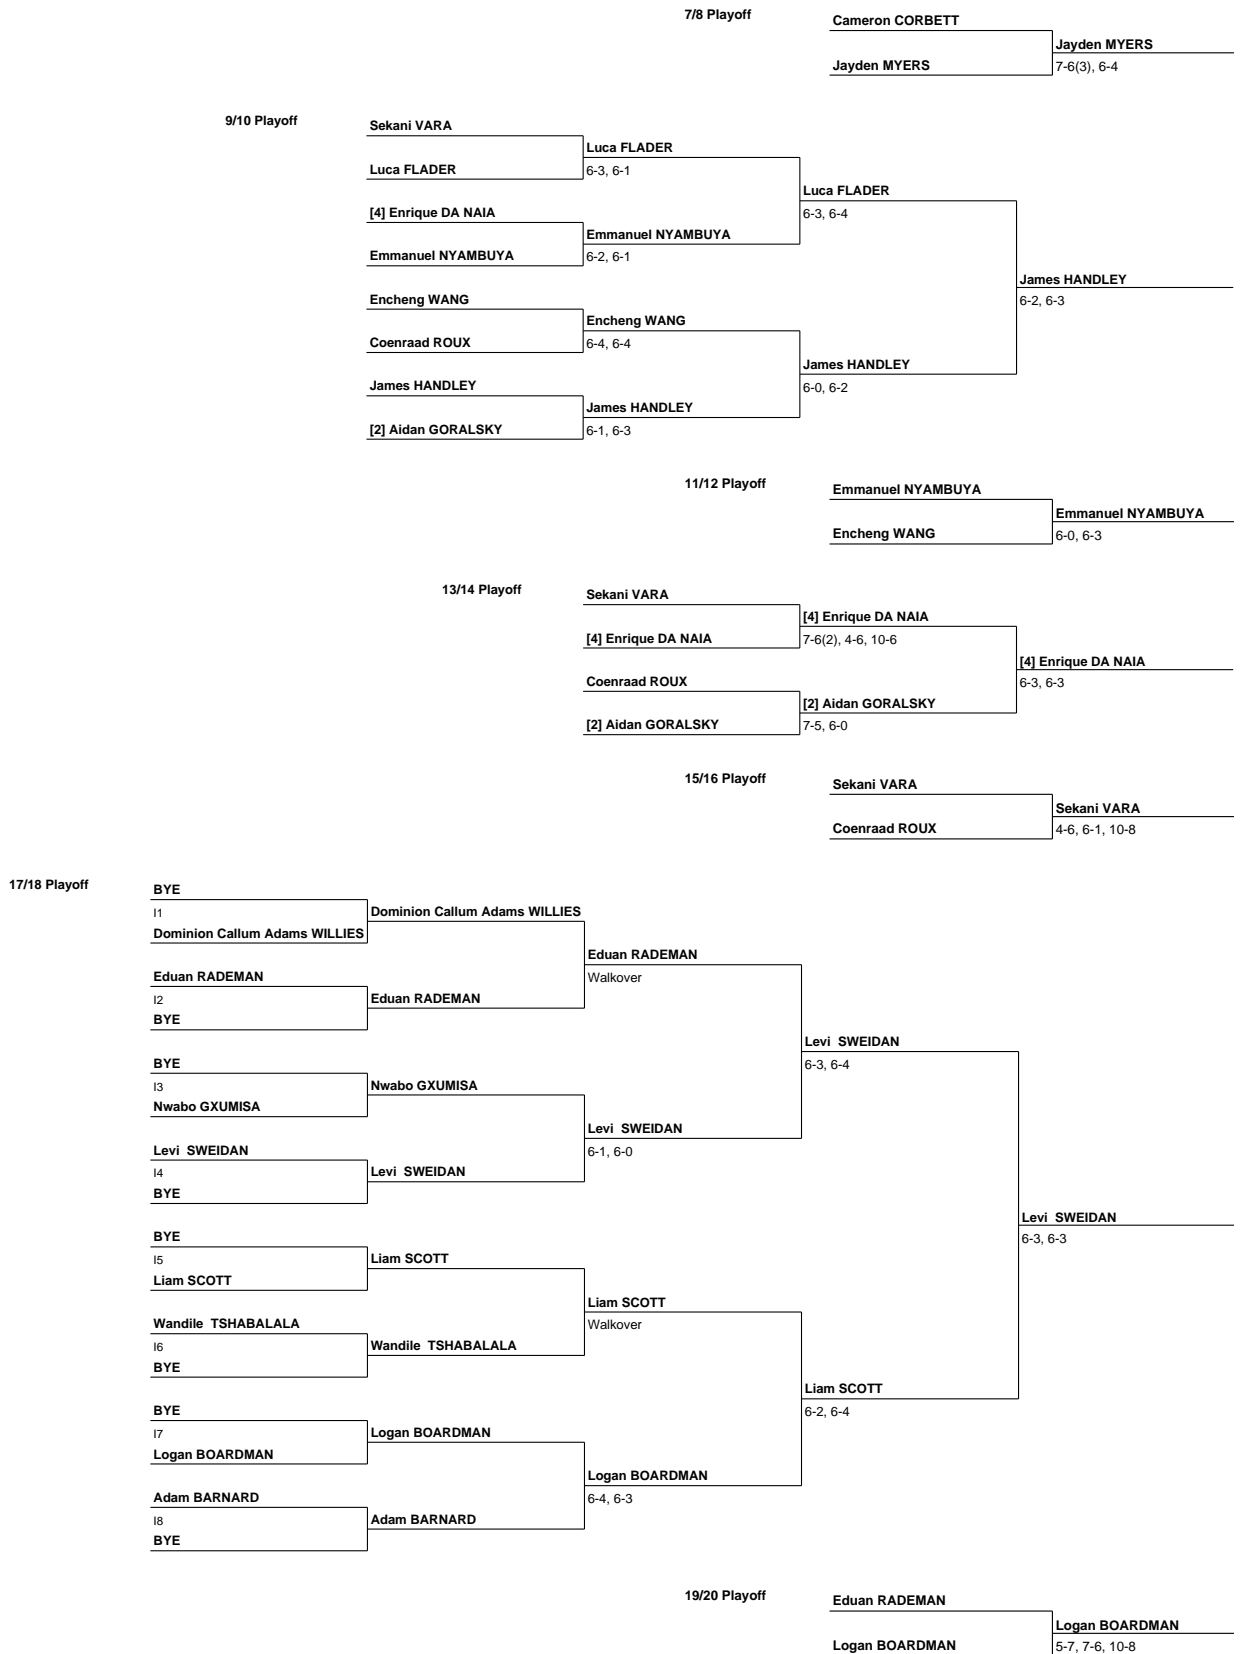 7/8 Playoff
Cameron CORBETT
Jayden MYERS
Jayden MYERS
7-6(3), 6-4
9/10 Playoff
Sekani VARA
Luca FLADER
Luca FLADER
6-3, 6-1
Luca FLADER
6-3, 6-4
[4] Enrique DA NAIA
Emmanuel NYAMBUYA
Emmanuel NYAMBUYA
6-2, 6-1
James HANDLEY
6-2, 6-3
Encheng WANG
Encheng WANG
Coenraad ROUX
6-4, 6-4
James HANDLEY
6-0, 6-2
James HANDLEY
James HANDLEY
[2] Aidan GORALSKY
6-1, 6-3
11/12 Playoff
Emmanuel NYAMBUYA
Emmanuel NYAMBUYA
Encheng WANG
6-0, 6-3
13/14 Playoff
Sekani VARA
[4] Enrique DA NAIA
[4] Enrique DA NAIA
7-6(2), 4-6, 10-6
[4] Enrique DA NAIA
6-3, 6-3
Coenraad ROUX
[2] Aidan GORALSKY
[2] Aidan GORALSKY
7-5, 6-0
15/16 Playoff
Sekani VARA
Sekani VARA
Coenraad ROUX
4-6, 6-1, 10-8
17/18 Playoff
BYE
I1
Dominion Callum Adams WILLIES
Dominion Callum Adams WILLIES
Eduan RADEMAN
Walkover
Eduan RADEMAN
I2
Eduan RADEMAN
BYE
Levi SWEIDAN
6-3, 6-4
BYE
I3
Nwabo GXUMISA
Nwabo GXUMISA
Levi SWEIDAN
6-1, 6-0
Levi SWEIDAN
I4
Levi SWEIDAN
BYE
Levi SWEIDAN
6-3, 6-3
BYE
I5
Liam SCOTT
Liam SCOTT
Liam SCOTT
Walkover
Wandile TSHABALALA
I6
Wandile TSHABALALA
BYE
Liam SCOTT
6-2, 6-4
BYE
I7
Logan BOARDMAN
Logan BOARDMAN
Logan BOARDMAN
6-4, 6-3
Adam BARNARD
I8
Adam BARNARD
BYE
19/20 Playoff
Eduan RADEMAN
Logan BOARDMAN
Logan BOARDMAN
5-7, 7-6, 10-8